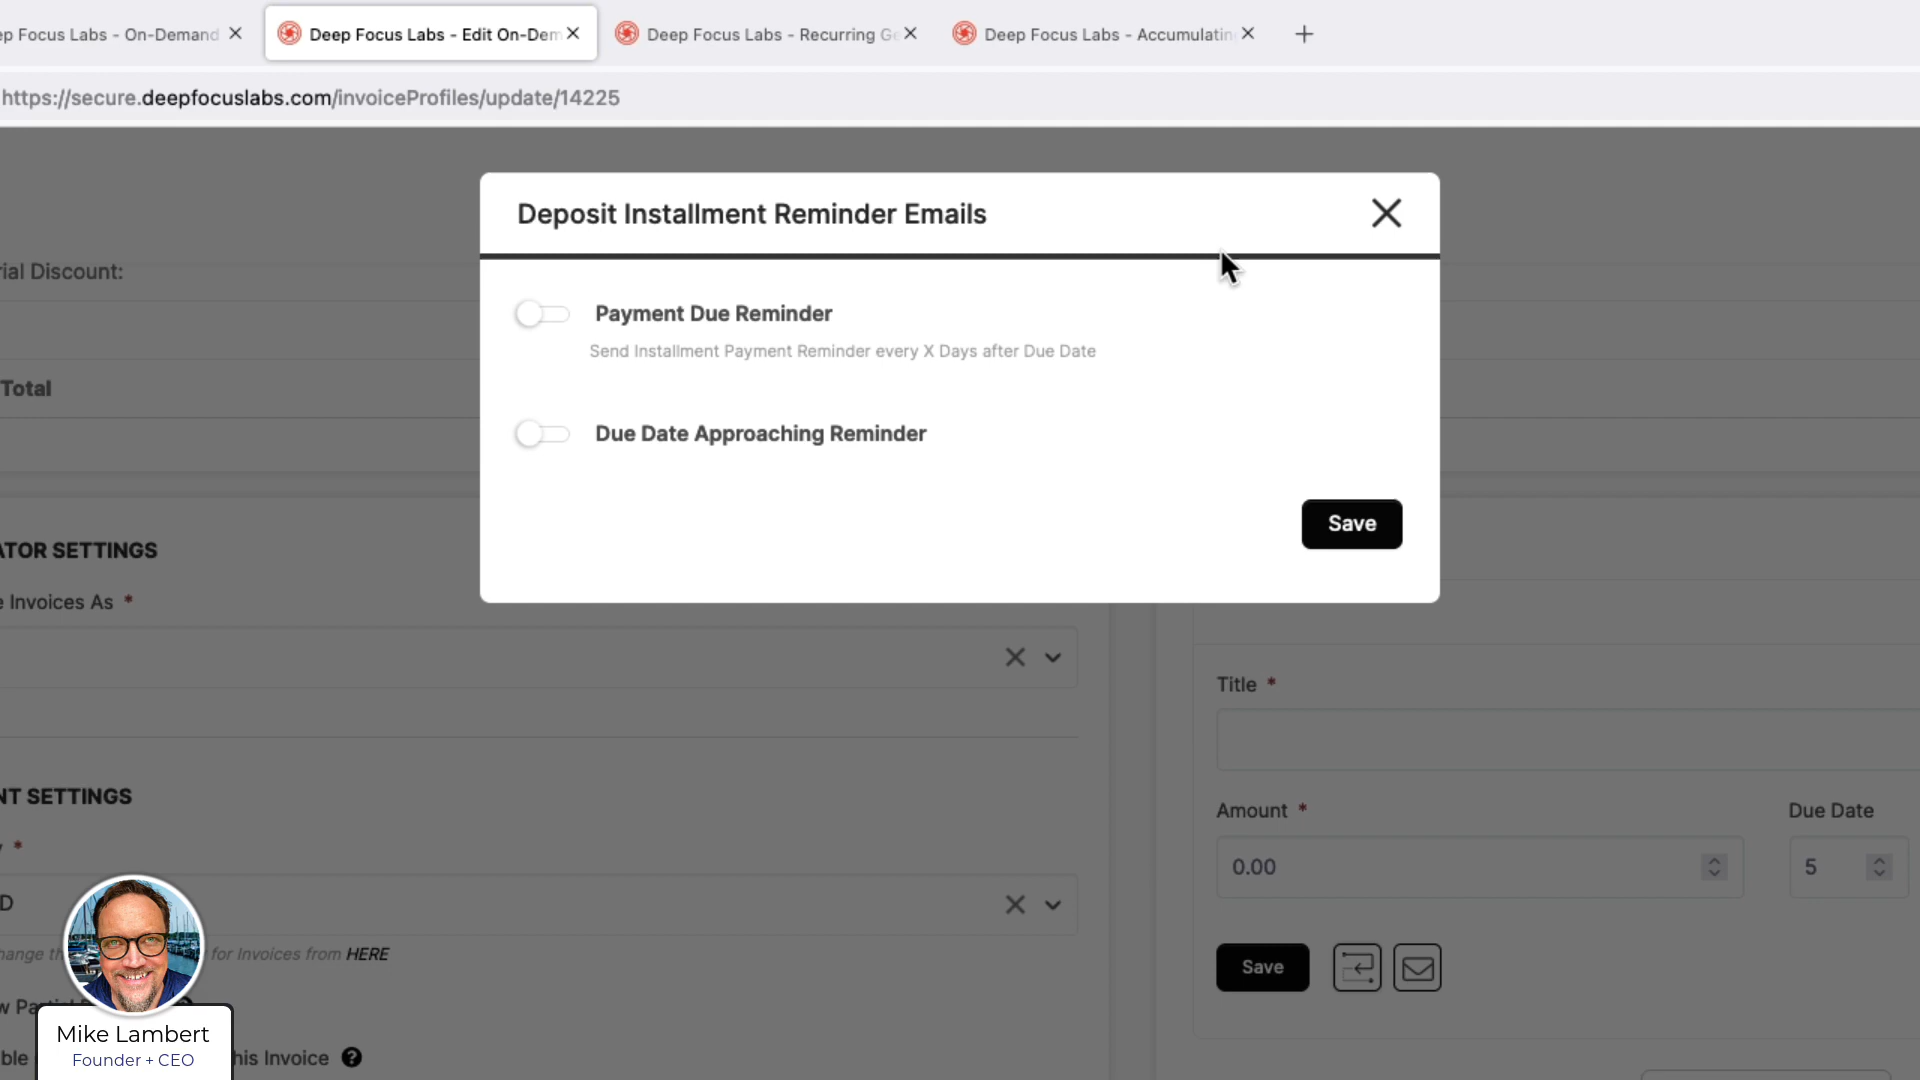 ep Focus Labs - On-Demand
Deep Focus Labs - Edit On-Dem
Deep Focus Labs - Recurring Ge
Deep Focus Labs - Accumulatin
https://secure.deepfocuslabs.com/invoiceProfiles/update/14225
Deposit Installment Reminder Emails
rial Discount:
Payment Due Reminder
Send Installment Payment Reminder every X Days after Due Date
Total
Due Date Approaching Reminder
Save
ATOR SETTINGS
e Invoices As *
Title *
NT SETTINGS
Amount *
Due Date
y *
0.00
5
D
hange th for Invoices from HERE
Save
w Partial
Mike Lambert
Founder + CEO
ble his Invoice ?